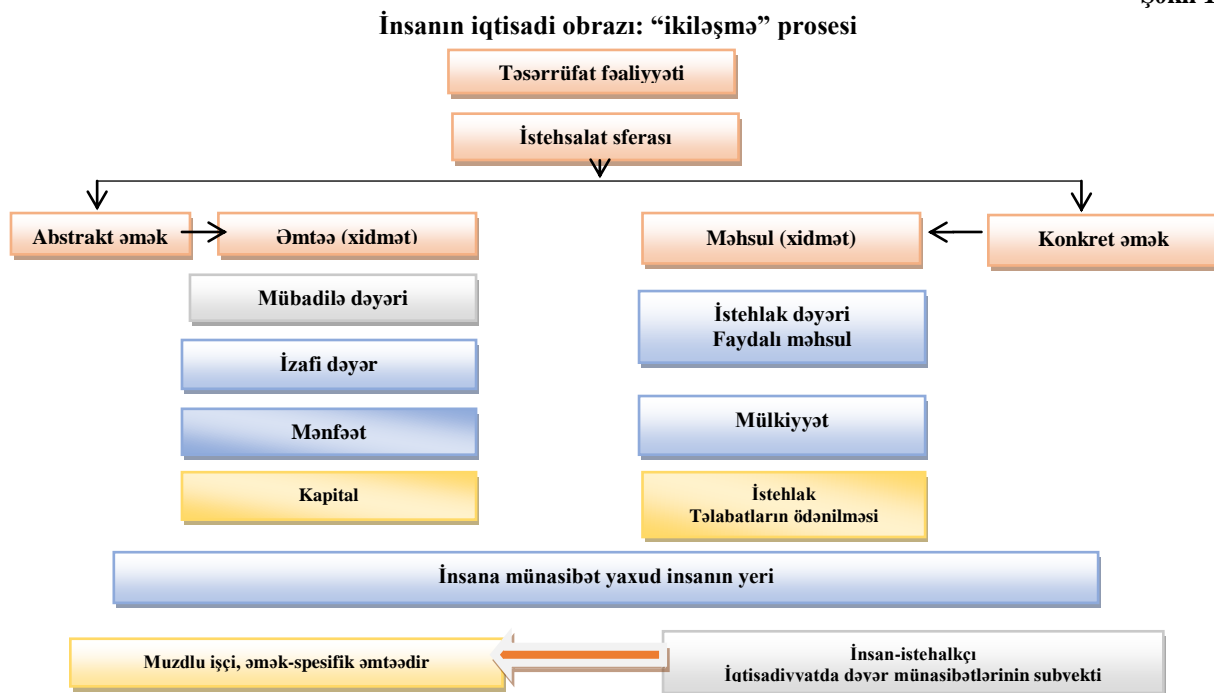 İnsanın iqtisadi obrazı: “ikiləşmə” prosesi
Təsərrüfat fəaliyyəti
İstehsalat sferası
Abstrakt əmək
Əmtəə (xidmət)
Məhsul (xidmət)
Konkret əmək
Mübadilə dəyəri
İstehlak dəyəri
Faydalı məhsul
İzafi dəyər
Mənfəət
Mülkiyyət
Kapital
İstehlak
Təlabatların ödənilməsi
İnsana münasibət yaxud insanın yeri
Muzdlu işçi, əmək-spesifik əmtəədir
İnsan-istehalkçı
İqtisadiyyatda dəyər münasibətlərinin subyekti